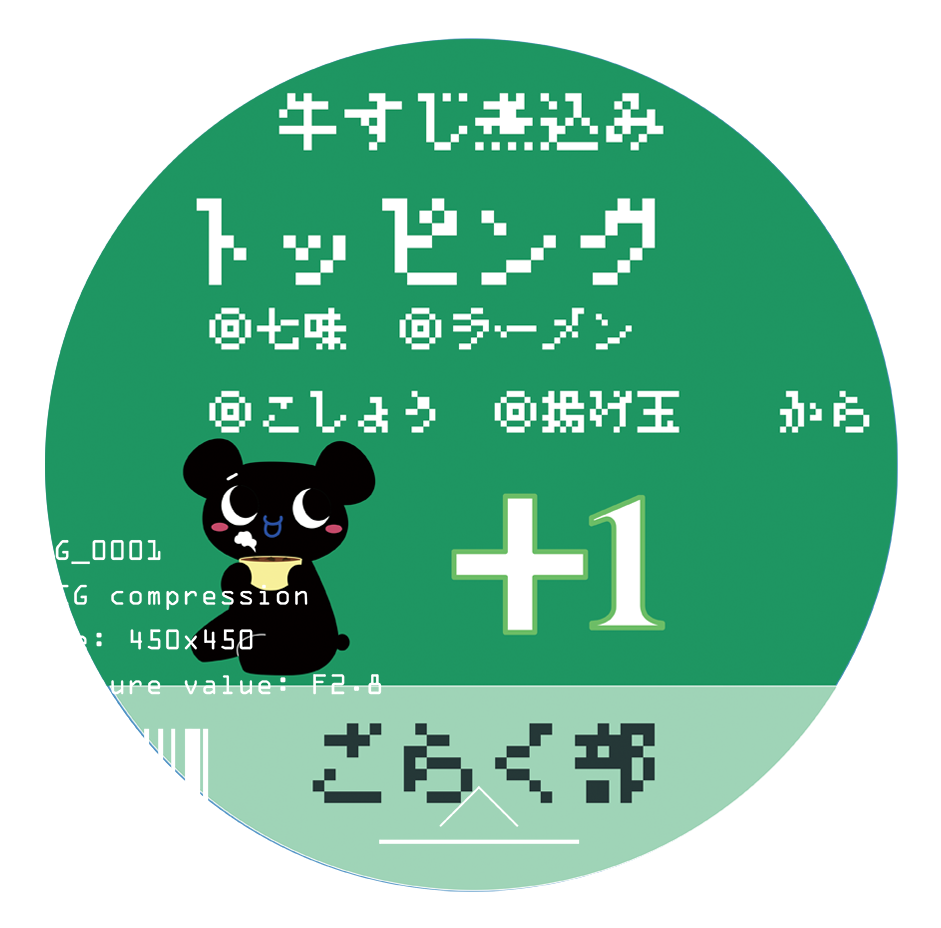 牛すじ煮込み
トッピング
◎七味　◎ラーメン
◎こしょう　◎揚げ玉　から
+1
G_0001
G compression
e: 450x450
ure value: F2.8
ごらく部